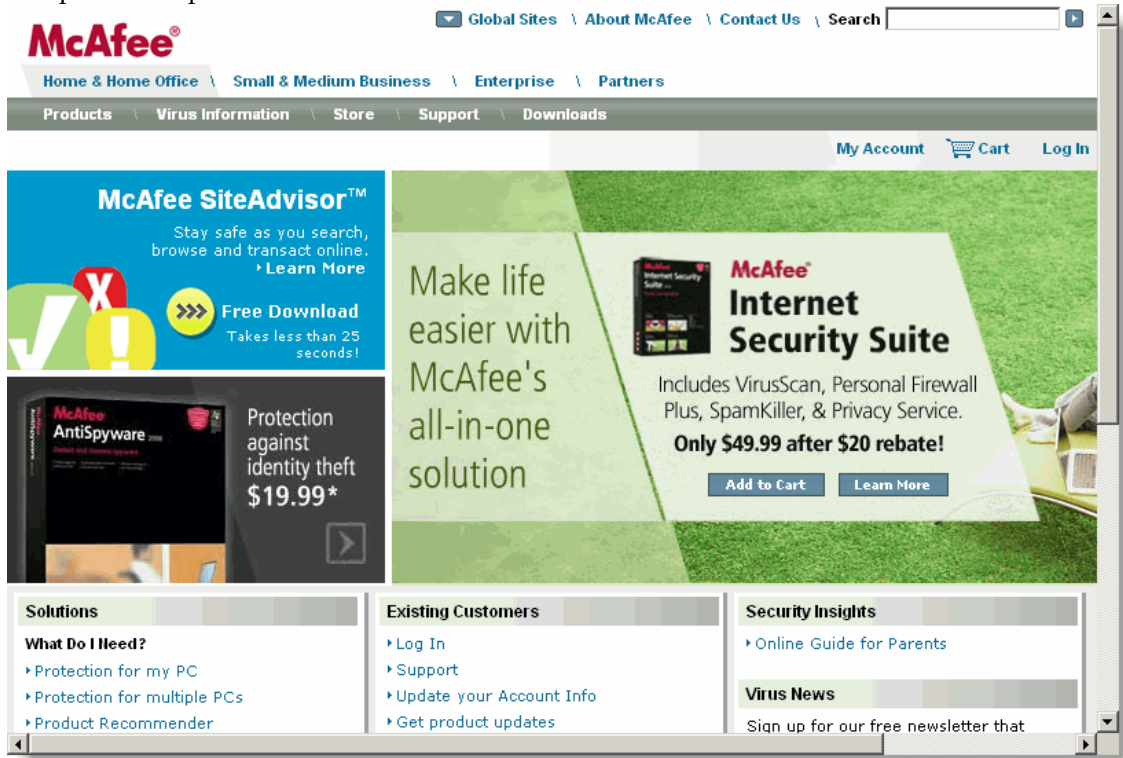 Global Sites \ About McAfee \ Contact Us \ Search
McAfee®
Home & Home Office \ Small & Medium Business \ Enterprise \ Partners
Products \ Virus Information \ Store \ Support \ Downloads
My Account Cart Log In
McAfee SiteAdvisor™
Stay safe as you search,
browse and transact online.
Learn More
Free Download
Takes less than 25
seconds!
McAfee
AntiSpyware
Protection
against
identity theft
$19.99*
Make life
easier with
McAfee's
all-in-one
solution
McAfee
Internet Security
Suite
McAfee®
Internet
Security Suite
Includes VirusScan, Personal Firewall
Plus, SpamKiller, & Privacy Service.
Only $49.99 after $20 rebate!
Add to Cart Learn More
Solutions
What Do I Need?
Protection for my PC
Protection for multiple PCs
Product Recommender
Existing Customers
Log In
Support
Update your Account Info
Get product updates
Security Insights
Online Guide for Parents
Virus News
Sign up for our free newsletter that